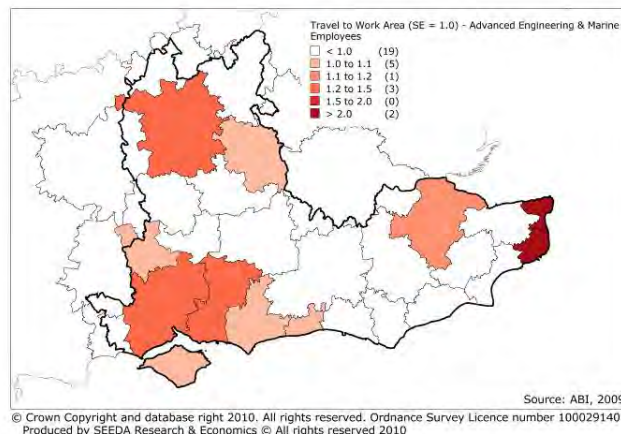 Travel to Work Area (SE = 1.0) - Advanced Engineering & Marine
Employees
< 1.0 (19)
1.0 to 1.1 (5)
1.1 to 1.2 (1)
1.2 to 1.5 (3)
1.5 to 2.0 (0)
> 2.0 (2)
Source: ABI, 2009
© Crown Copyright and database right 2010. All rights reserved. Ordnance Survey Licence number 100029140
Produced by SEEDA Research & Economics © All rights reserved 2010